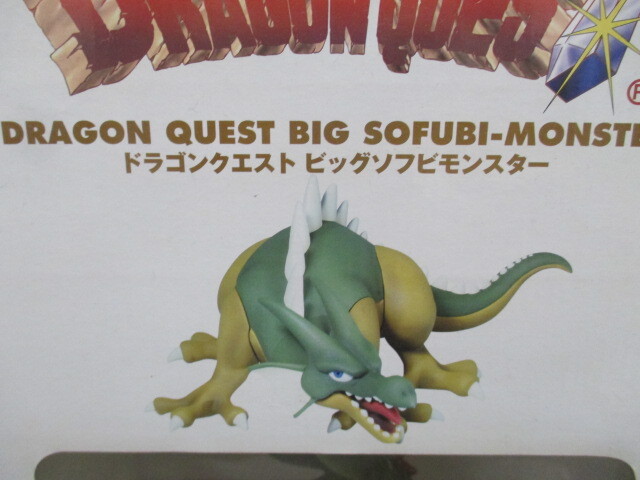 DRAGON QUEST
DRAGON QUEST BIG SOFUBI-MONSTE
ドラゴンクエスト ビッグソフビモンスター